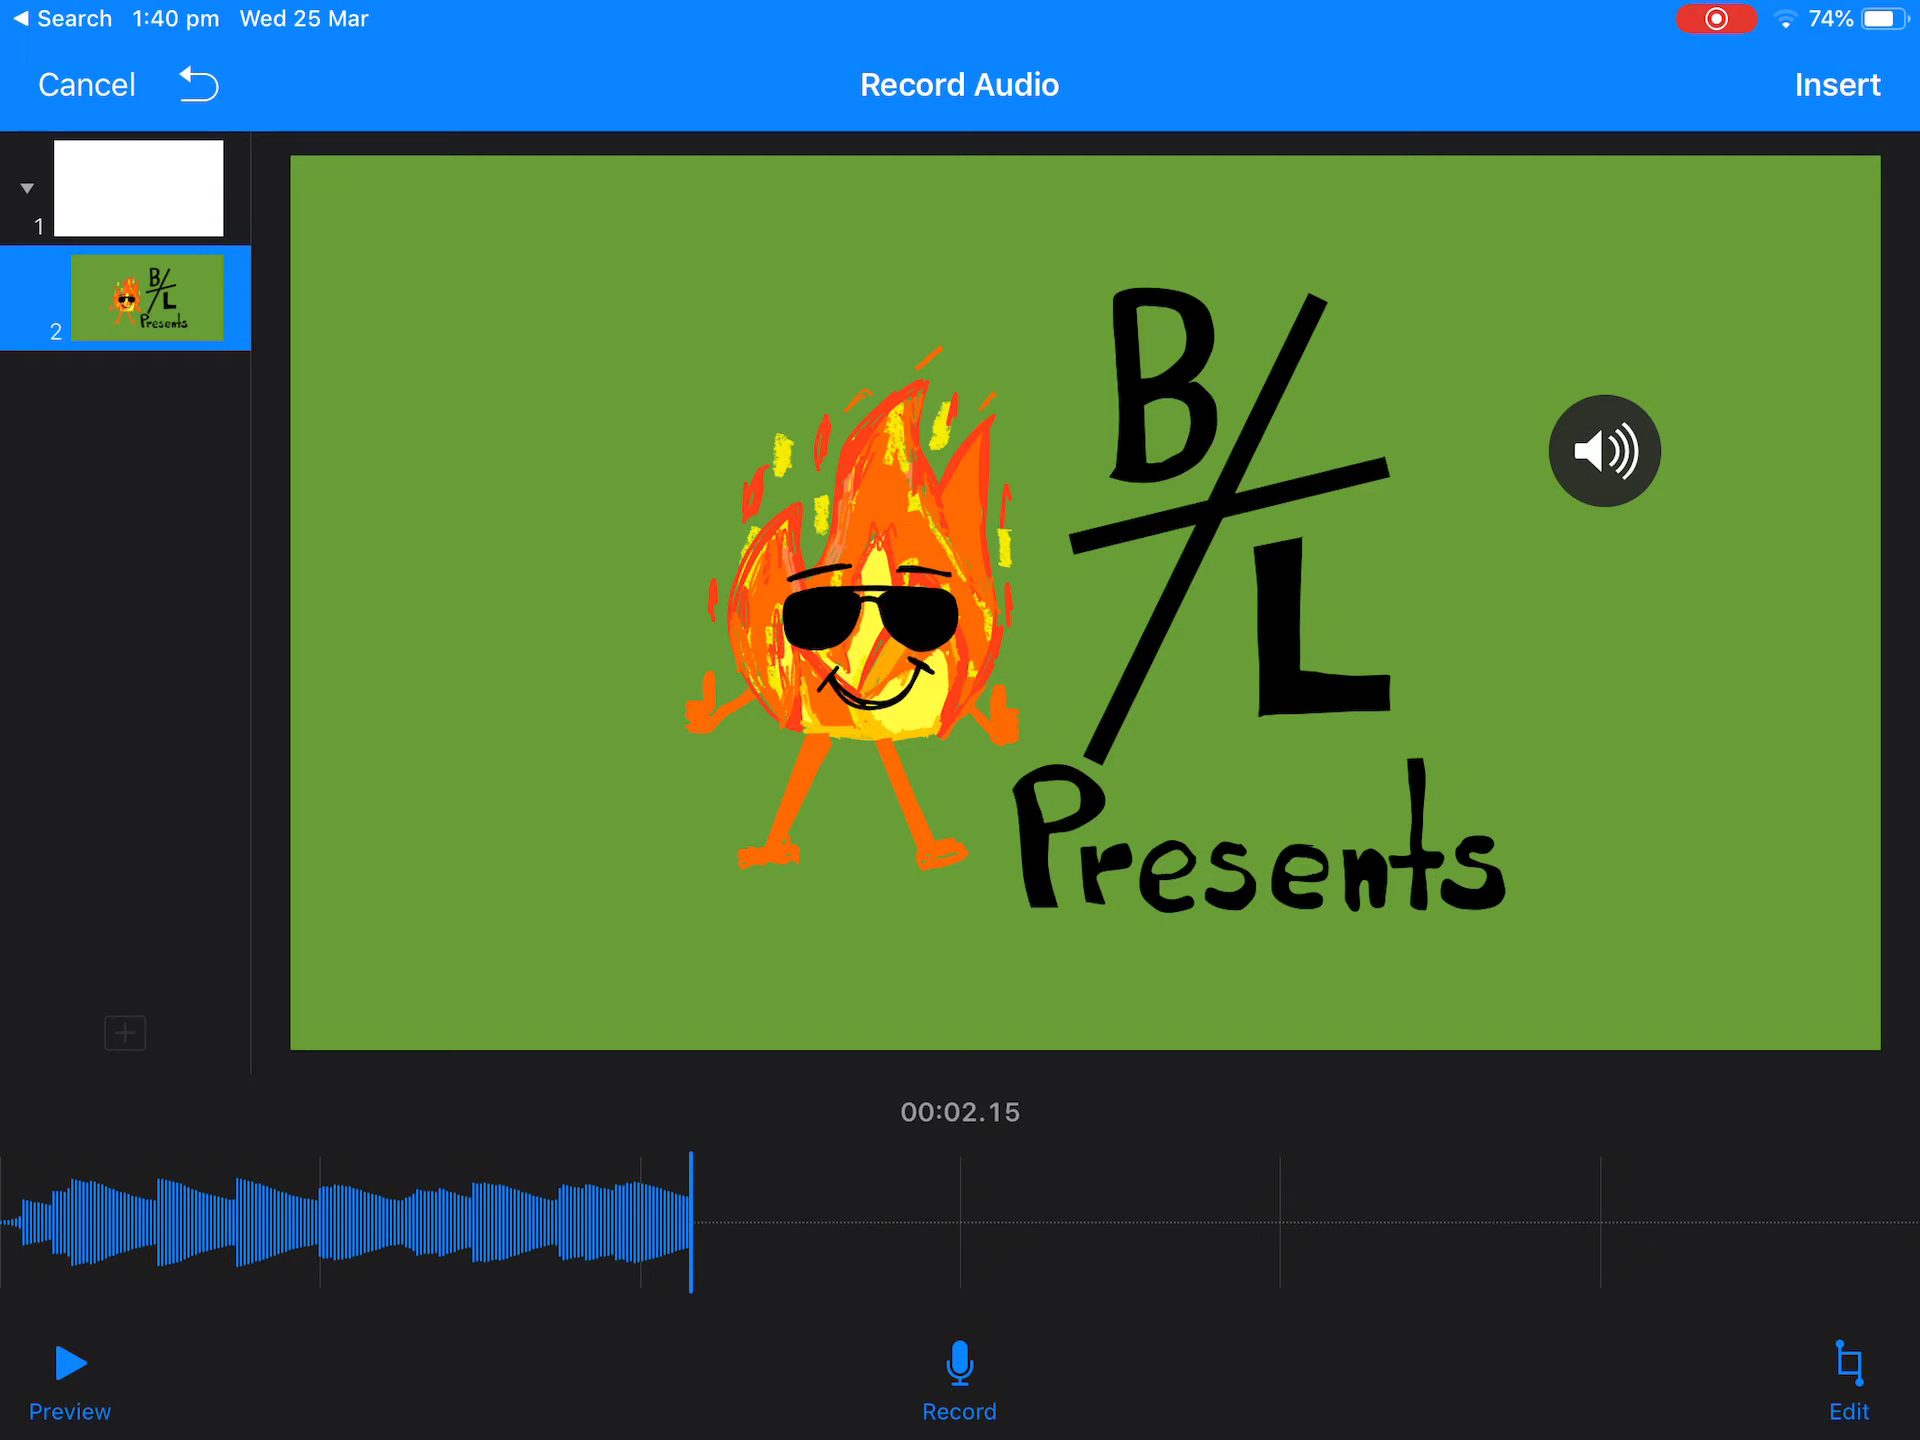 Search 1:40 pm Wed 25 Mar 74%
Cancel Record Audio Insert
1
B/L
Presents
2
B
L
Presents
00:02.15
Preview Record Edit